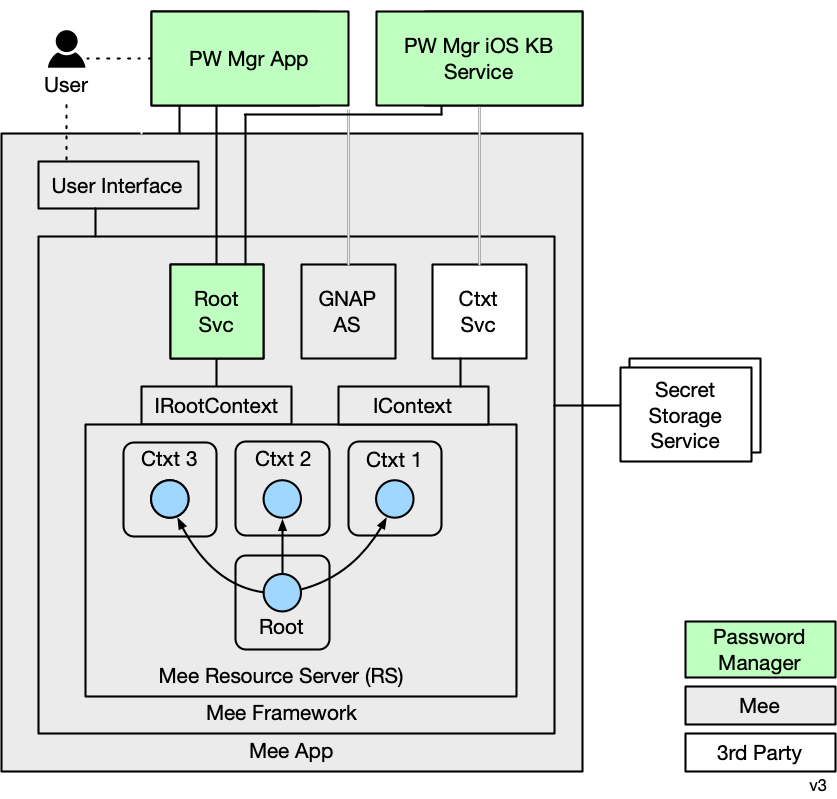 PW Mgr App
PW Mgr iOS KB
Service
User
User Interface
Root
Svc
GNAP
AS
Ctxt
Svc
IRootContext
IContext
Secret
Storage
Service
Ctxt 3
Ctxt 2
Ctxt 1
Root
Mee Resource Server (RS)
Mee Framework
Mee App
Password
Manager
Mee
3rd Party
v3